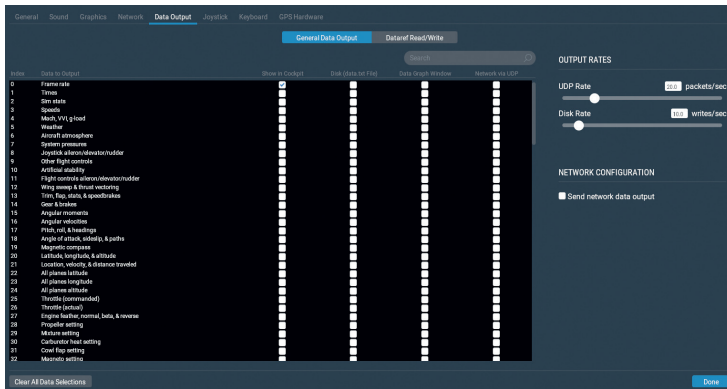 General Sound Graphics Network Data Output Joystick Keyboard GPS Hardware
General Data Output Dataref Read/Write
Search
OUTPUT RATES
Index Data to Output Show in Cockpit Disk (data.txt File) Data Graph Window Network via UDP
0 Frame rate
1 Times
2 Sim stats
3 Speeds
4 Mach, VVI, g-load
5 Weather
6 Aircraft atmosphere
7 System pressures
8 Joystick aileron/elevator/rudder
9 Other flight controls
10 Artificial stability
11 Flight controls aileron/elevator/rudder
12 Wing sweep & thrust vectoring
13 Trim, flap, stats, & speedbrakes
14 Gear & brakes
15 Angular moments
16 Angular velocities
17 Pitch, roll, & headings
18 Angle of attack, sideslip, & paths
19 Magnetic compass
20 Latitude, longitude, & altitude
21 Location, velocity, & distance traveled
22 All planes latitude
23 All planes longitude
24 All planes altitude
25 Throttle (commanded)
26 Throttle (actual)
27 Engine feather, normal, beta, & reverse
28 Propeller setting
29 Mixture setting
30 Carburetor heat setting
31 Cowl flap setting
32 Magneto setting
UDP Rate 20.0 packets/sec
Disk Rate 10.0 writes/sec
NETWORK CONFIGURATION
Send network data output
Clear All Data Selections
Done